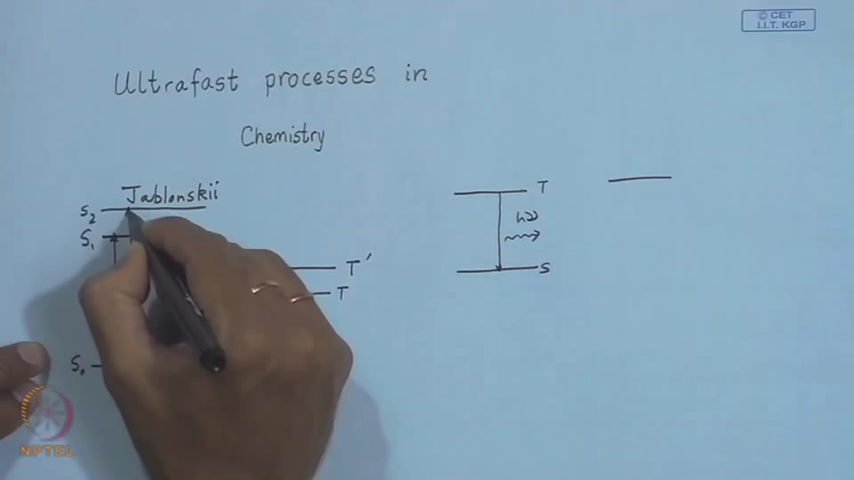 © CET
I.I.T. KGP
Ultrafast processes in
Chemistry
Jablonskii
S₂
S₁
T'
T
S₀
T
hν
S
NPTEL